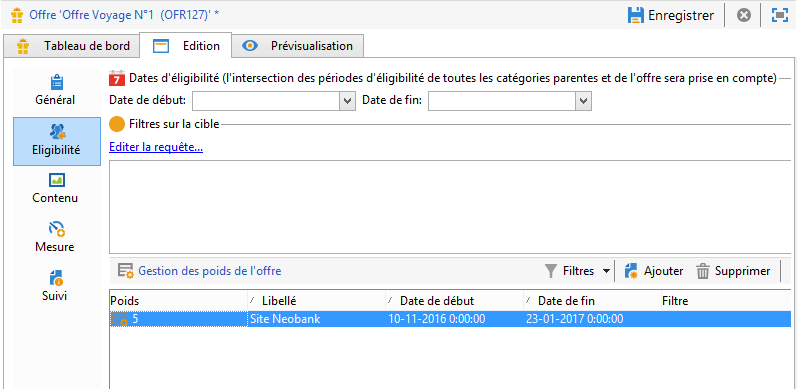 Offre 'Offre Voyage N°1 (OFR127)' *
Enregistrer
Tableau de bord Edition Prévisualisation
7 Dates d'éligibilité (l'intersection des périodes d'éligibilité de toutes les catégories parentes et de l'offre sera prise en compte)
Général
Date de début: Date de fin:
Filtres sur la cible
Eligibilité
Editer la requête...
Contenu
Mesure
Gestion des poids de l'offre Filtres Ajouter Supprimer
Suivi
Poids / Libellé / Date de début / Date de fin Filtre
5 Site Neobank 10-11-2016 0:00:00 23-01-2017 0:00:00